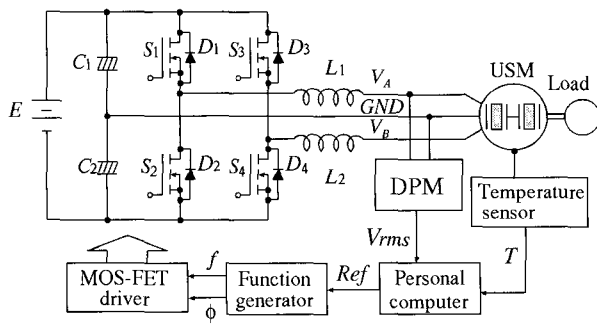 S1
D1
S3
D3
C1
L1
VA
USM
Load
E
GND
VB
C2
S2
D2
S4
D4
L2
DPM
Temperature
sensor
Vrms
T
f
Ref
MOS-FET
driver
Function
generator
Personal
computer
ϕ